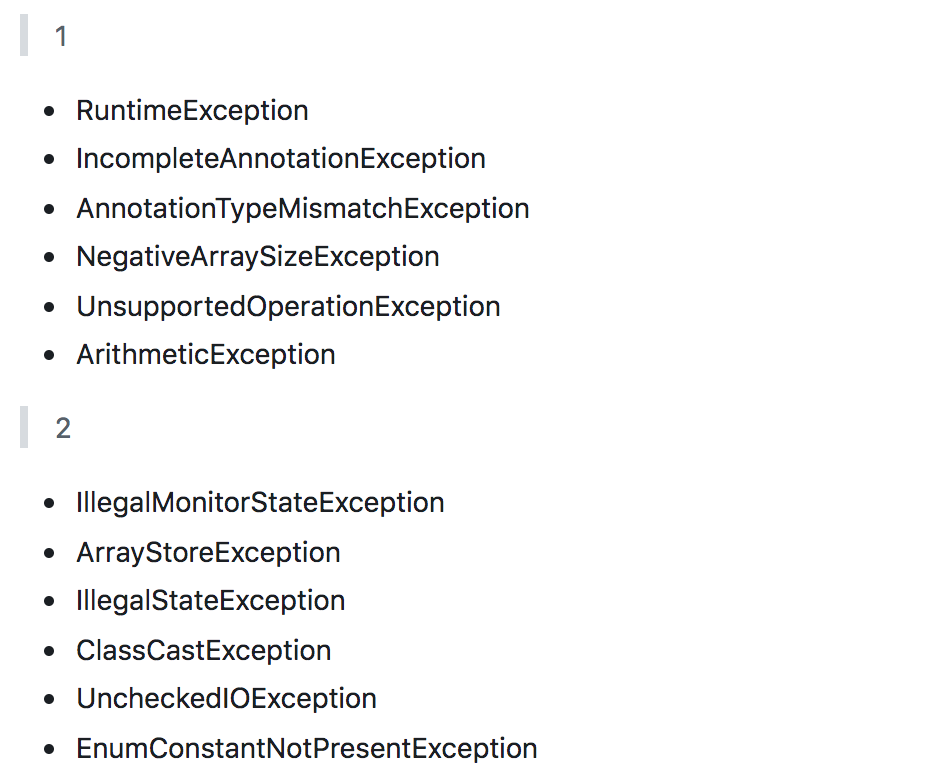 1
RuntimeException
IncompleteAnnotationException
AnnotationTypeMismatchException
NegativeArraySizeException
UnsupportedOperationException
ArithmeticException
2
IllegalMonitorStateException
ArrayStoreException
IllegalStateException
ClassCastException
UncheckedIOException
EnumConstantNotPresentException